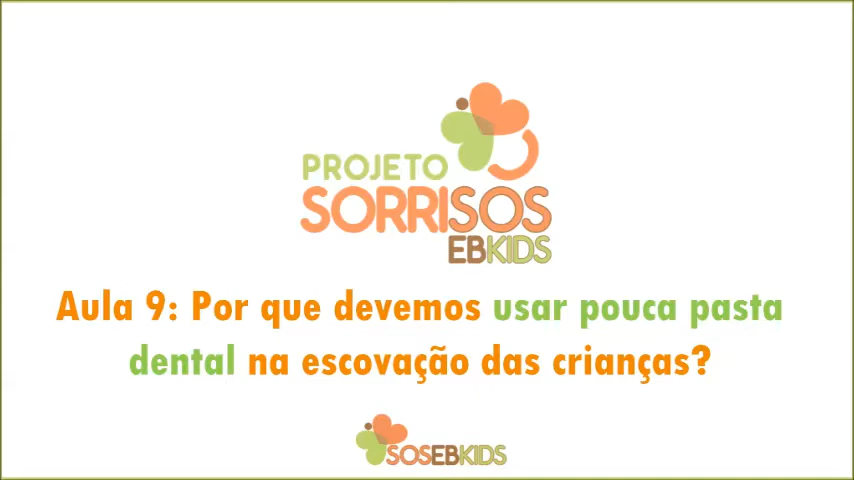 PROJETO
SORRISOS
EBKIDS
Aula 9: Por que devemos usar pouca pasta
dental na escovação das crianças?
SOSEBKIDS